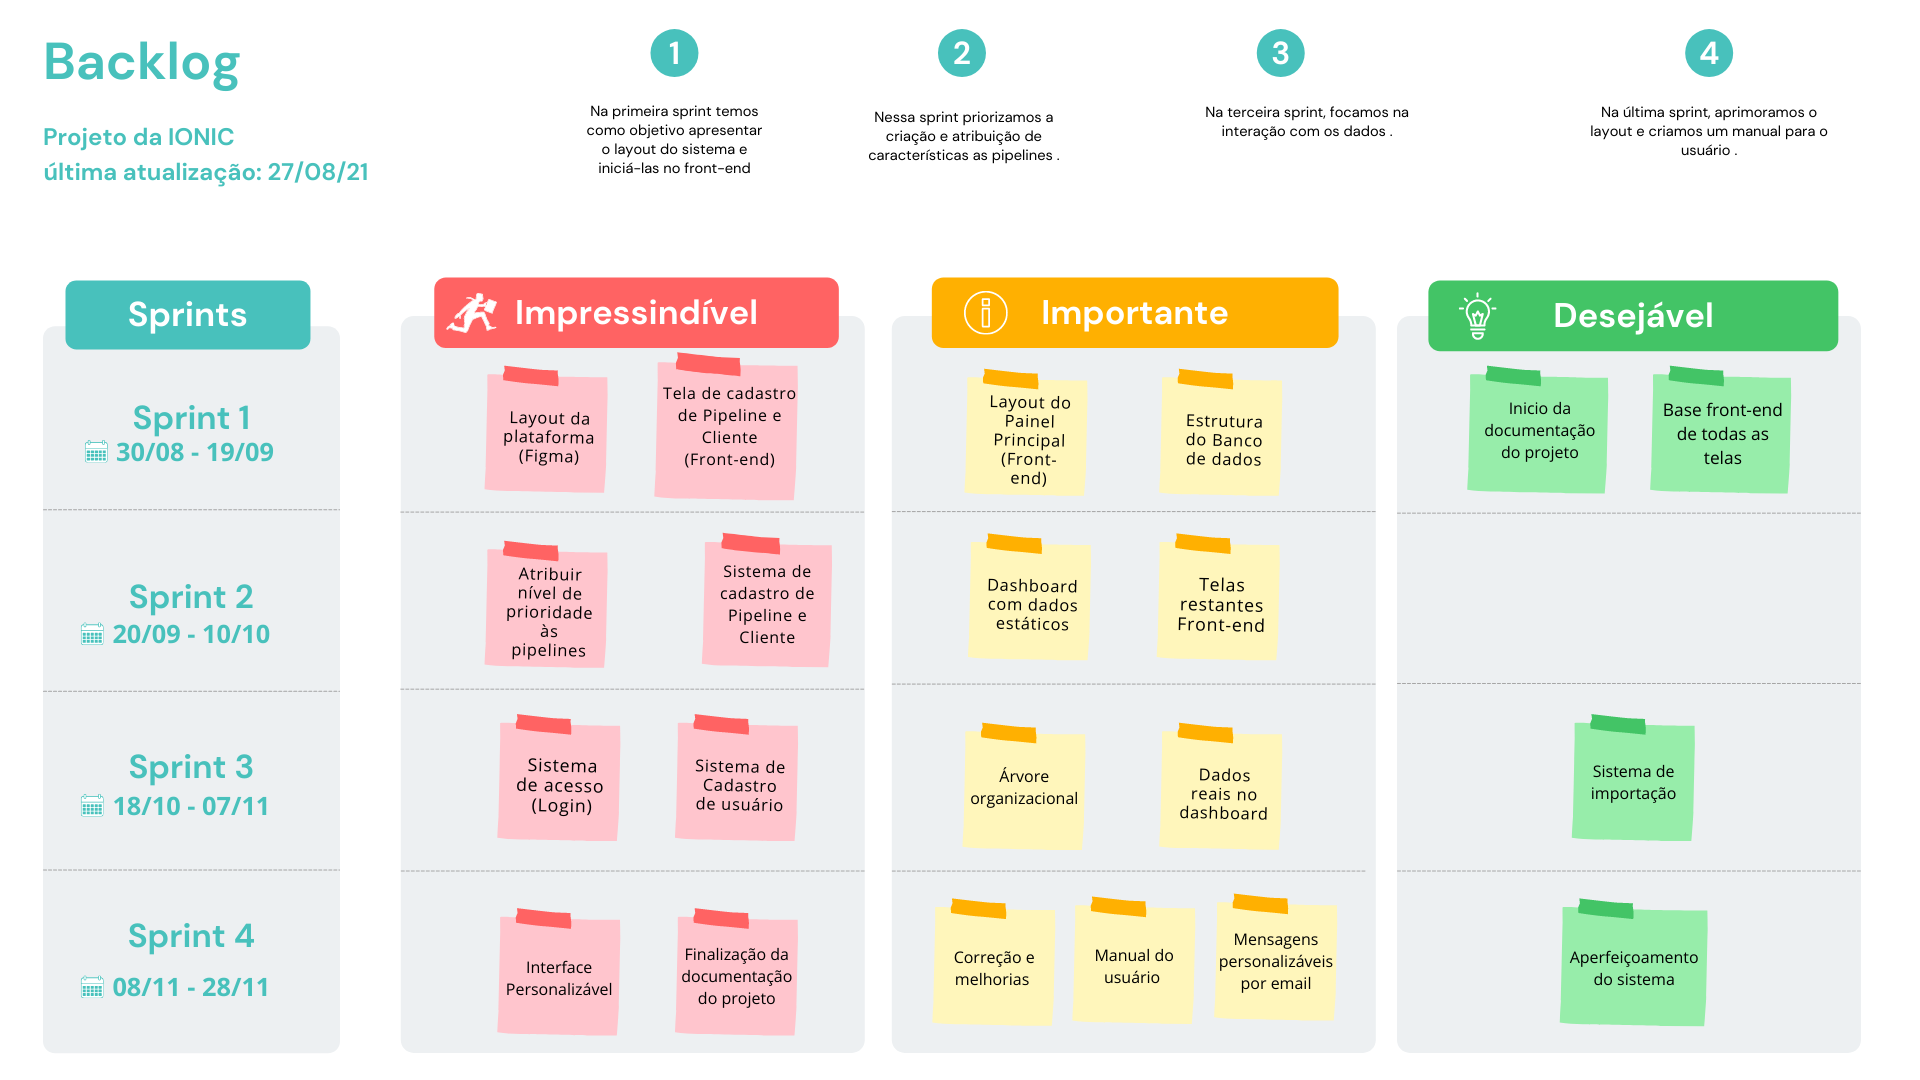 Backlog
Projeto da IONIC
última atualização: 27/08/21
1
Na primeira sprint temos
como objetivo apresentar
o layout do sistema e
iniciá-las no front-end
2
Nessa sprint priorizamos a
criação e atribuição de
características as pipelines .
3
Na terceira sprint, focamos na
interação com os dados .
4
Na última sprint, aprimoramos o
layout e criamos um manual para o
usuário .
Sprints
Impressindível
Importante
Desejável
Sprint 1
30/08 - 19/09
Layout da
plataforma
(Figma)
Tela de cadastro
de Pipeline e
Cliente
(Front-end)
Layout do
Painel
Principal
(Front-
end)
Estrutura
do Banco
de dados
Inicio da
documentação
do projeto
Base front-end
de todas as
telas
Sprint 2
20/09 - 10/10
Atribuir
nível de
prioridade
às
pipelines
Sistema de
cadastro de
Pipeline e
Cliente
Dashboard
com dados
estáticos
Telas
restantes
Front-end
Sprint 3
18/10 - 07/11
Sistema
de acesso
(Login)
Sistema de
Cadastro
de usuário
Árvore
organizacional
Dados
reais no
dashboard
Sistema de
importação
Sprint 4
08/11 - 28/11
Interface
Personalizável
Finalização da
documentação
do projeto
Correção e
melhorias
Manual do
usuário
Mensagens
personalizáveis
por email
Aperfeiçoamento
do sistema